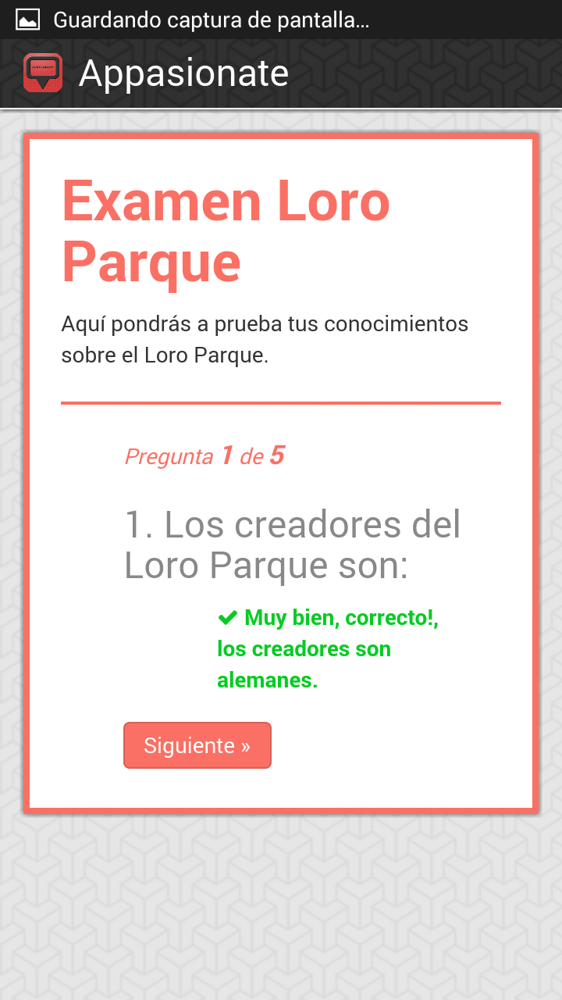 Guardando captura de pantalla...
Appasionate
Examen Loro
Parque
Aquí pondrás a prueba tus conocimientos
sobre el Loro Parque.
Pregunta 1 de 5
1. Los creadores del
Loro Parque son:
Muy bien, correcto!,
los creadores son
alemanes.
Siguiente »